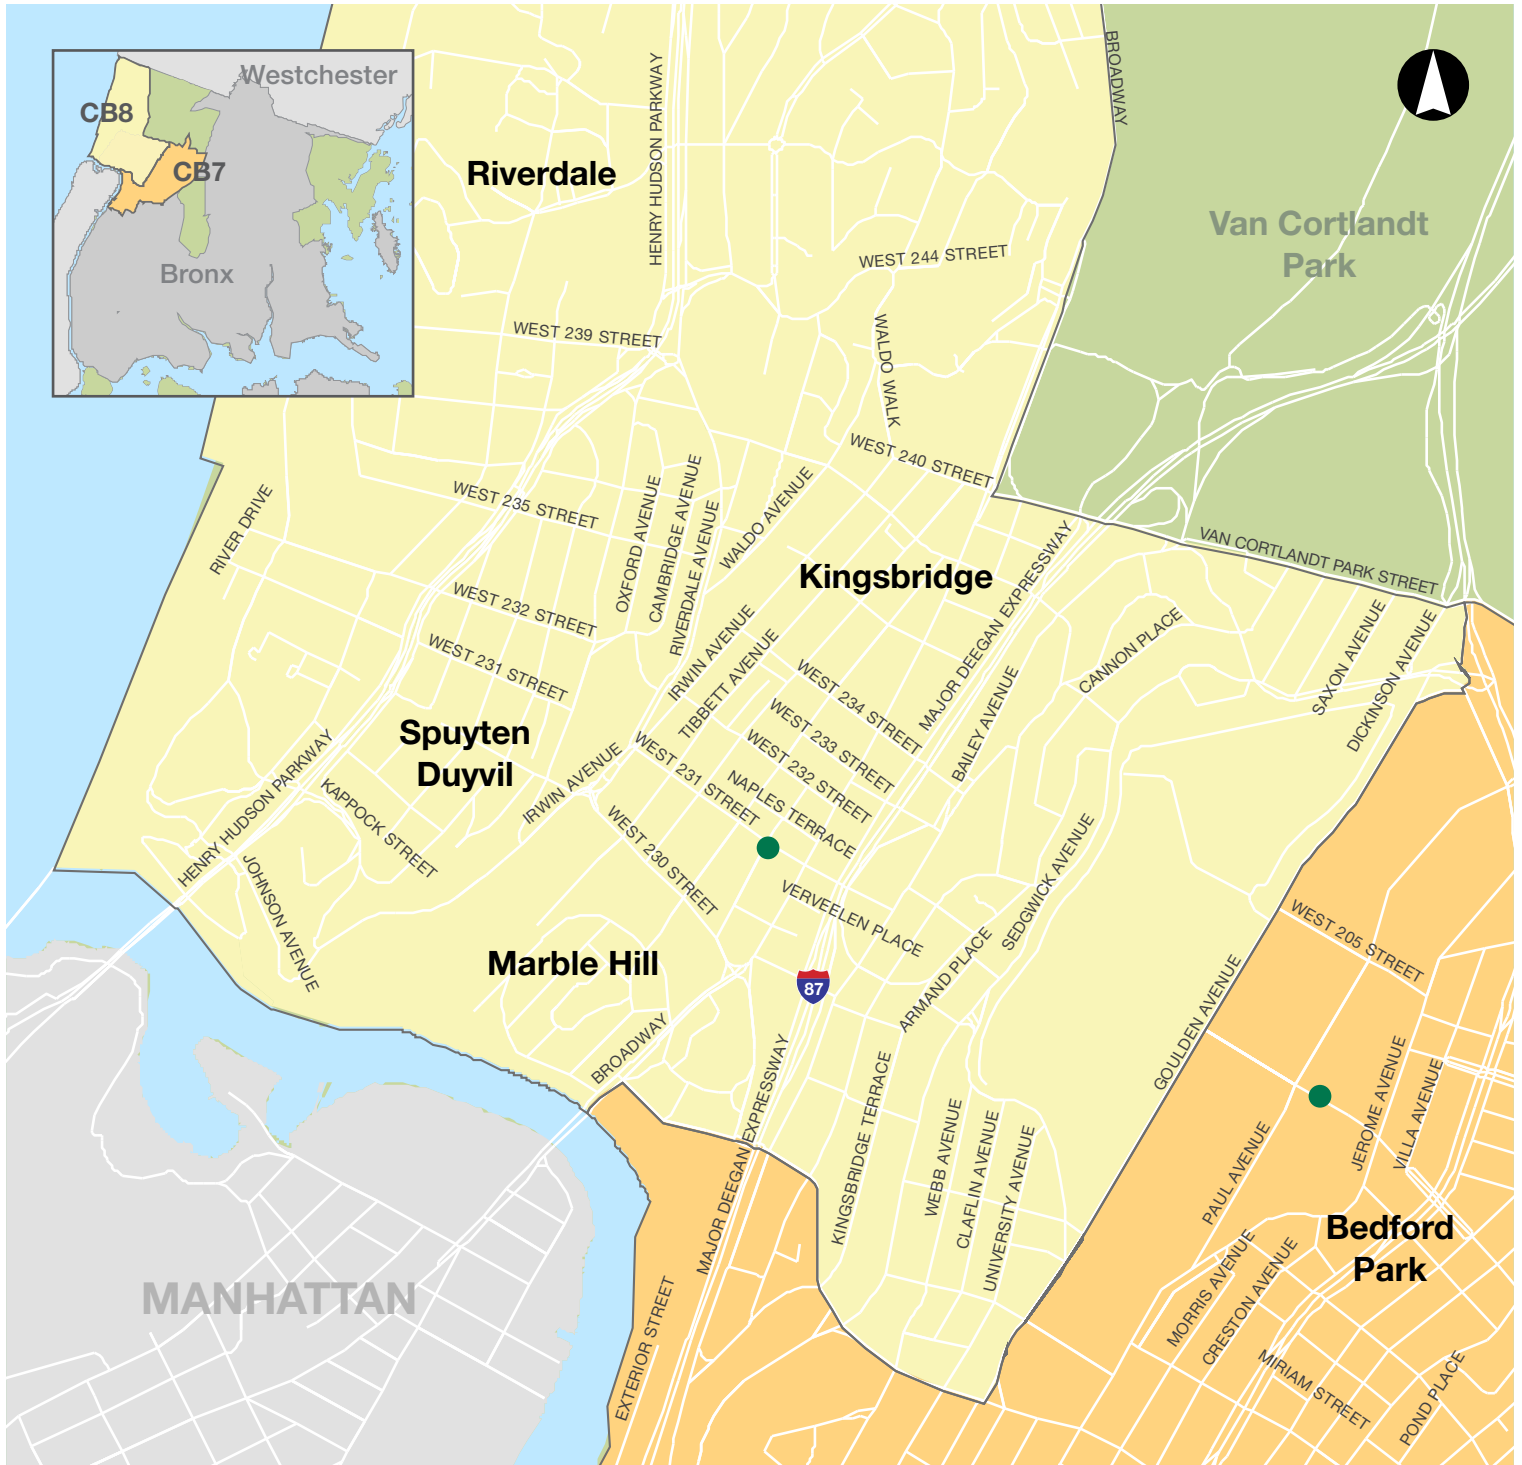 Westchester
CB8
CB7
Bronx
Riverdale
HENRY HUDSON PARKWAY
BROADWAY
Van Cortlandt
Park
WEST 244 STREET
WEST 239 STREET
WALDO WALK
WEST 240 STREET
WEST 235 STREET
RIVER DRIVE
OXFORD AVENUE
CAMBRIDGE AVENUE
RIVERDALE AVENUE
WALDO AVENUE
Kingsbridge
MAJOR DEEGAN EXPRESSWAY
VAN CORTLANDT PARK STREET
WEST 232 STREET
WEST 231 STREET
IRWIN AVENUE
TIBBETT AVENUE
CANNON PLACE
SAXON AVENUE
DICKINSON AVENUE
WEST 234 STREET
WEST 233 STREET
WEST 232 STREET
BAILEY AVENUE
Spuyten
Duyvil
HENRY HUDSON PARKWAY
KAPPOCK STREET
IRWIN AVENUE
WEST 231 STREET
NAPLES TERRACE
WEST 230 STREET
JOHNSON AVENUE
VERVEELEN PLACE
SEDGWICK AVENUE
ARMAND PLACE
WEST 205 STREET
Marble Hill
87
BROADWAY
GOULDEN AVENUE
MAJOR DEEGAN EXPRESSWAY
KINGSBRIDGE TERRACE
WEBB AVENUE
CLAFLIN AVENUE
UNIVERSITY AVENUE
JEROME AVENUE
VILLA AVENUE
PAUL AVENUE
Bedford
Park
MANHATTAN
EXTERIOR STREET
MORRIS AVENUE
CRESTON AVENUE
MIRIAM STREET
POND PLACE